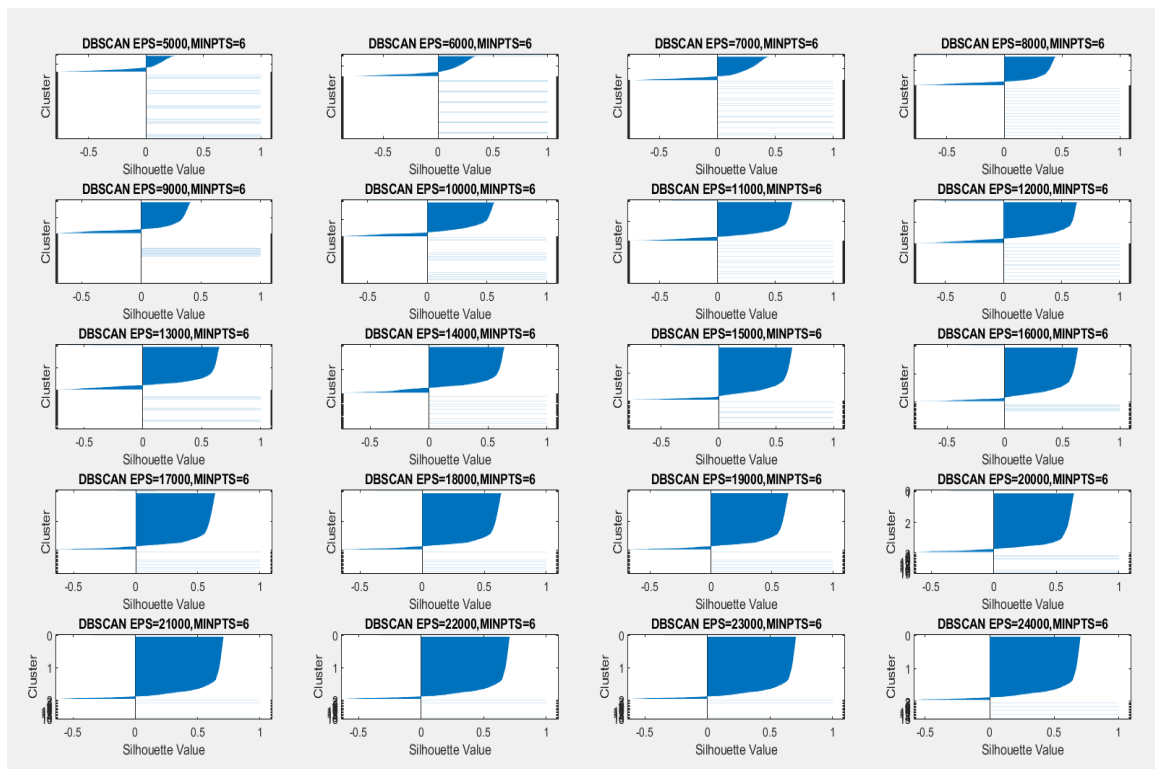 DBSCAN EPS=5000,MINPTS=6
Cluster
-0.5 0 0.5 1
Silhouette Value
DBSCAN EPS=6000,MINPTS=6
Cluster
-0.5 0 0.5 1
Silhouette Value
DBSCAN EPS=7000,MINPTS=6
Cluster
-0.5 0 0.5 1
Silhouette Value
DBSCAN EPS=8000,MINPTS=6
Cluster
-0.5 0 0.5 1
Silhouette Value
DBSCAN EPS=9000,MINPTS=6
Cluster
-0.5 0 0.5 1
Silhouette Value
DBSCAN EPS=10000,MINPTS=6
Cluster
-0.5 0 0.5 1
Silhouette Value
DBSCAN EPS=11000,MINPTS=6
Cluster
-0.5 0 0.5 1
Silhouette Value
DBSCAN EPS=12000,MINPTS=6
Cluster
-0.5 0 0.5 1
Silhouette Value
DBSCAN EPS=13000,MINPTS=6
Cluster
-0.5 0 0.5 1
Silhouette Value
DBSCAN EPS=14000,MINPTS=6
Cluster
-0.5 0 0.5 1
Silhouette Value
DBSCAN EPS=15000,MINPTS=6
Cluster
-0.5 0 0.5 1
Silhouette Value
DBSCAN EPS=16000,MINPTS=6
Cluster
-0.5 0 0.5 1
Silhouette Value
DBSCAN EPS=17000,MINPTS=6
Cluster
-0.5 0 0.5 1
Silhouette Value
DBSCAN EPS=18000,MINPTS=6
Cluster
-0.5 0 0.5 1
Silhouette Value
DBSCAN EPS=19000,MINPTS=6
Cluster
-0.5 0 0.5 1
Silhouette Value
DBSCAN EPS=20000,MINPTS=6
2
Cluster
-0.5 0 0.5 1
Silhouette Value
DBSCAN EPS=21000,MINPTS=6
0
1
Cluster
-0.5 0 0.5 1
Silhouette Value
DBSCAN EPS=22000,MINPTS=6
0
1
Cluster
-0.5 0 0.5 1
Silhouette Value
DBSCAN EPS=23000,MINPTS=6
0
1
Cluster
-0.5 0 0.5 1
Silhouette Value
DBSCAN EPS=24000,MINPTS=6
0
1
Cluster
-0.5 0 0.5 1
Silhouette Value